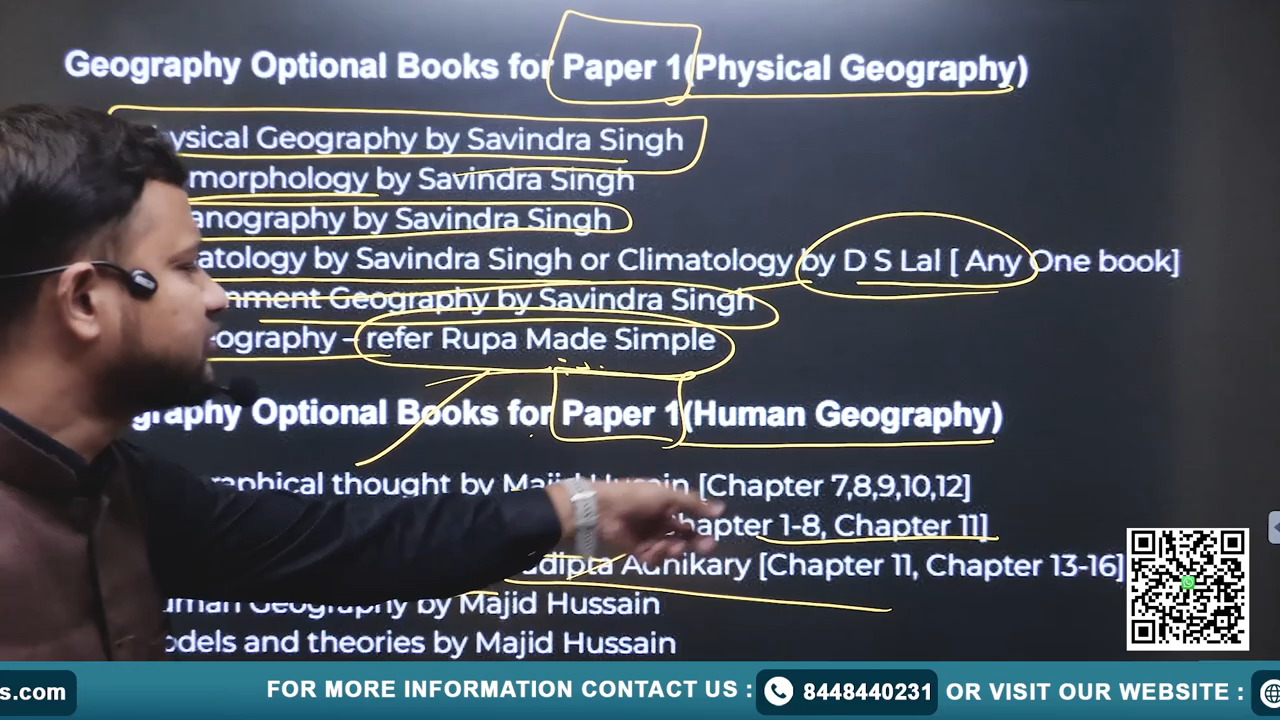 Geography Optional Books for Paper 1(Physical Geography)
ysical Geography by Savindra Singh
morphology by Savindra Singh
anography by Savindra Singh
atology by Savindra Singh or Climatology by D S Lal [ Any One book]
nment Geography by Savindra Singh
eography – refer Rupa Made Simple
graphy Optional Books for Paper 1(Human Geography)
raphical thought by Majid Husain [Chapter 7,8,9,10,12]
hapter 1-8, Chapter 11]
udipta Adhikary [Chapter 11, Chapter 13-16]
uman Geography by Majid Hussain
odels and theories by Majid Hussain
s.com FOR MORE INFORMATION CONTACT US : 8448440231 OR VISIT OUR WEBSITE :